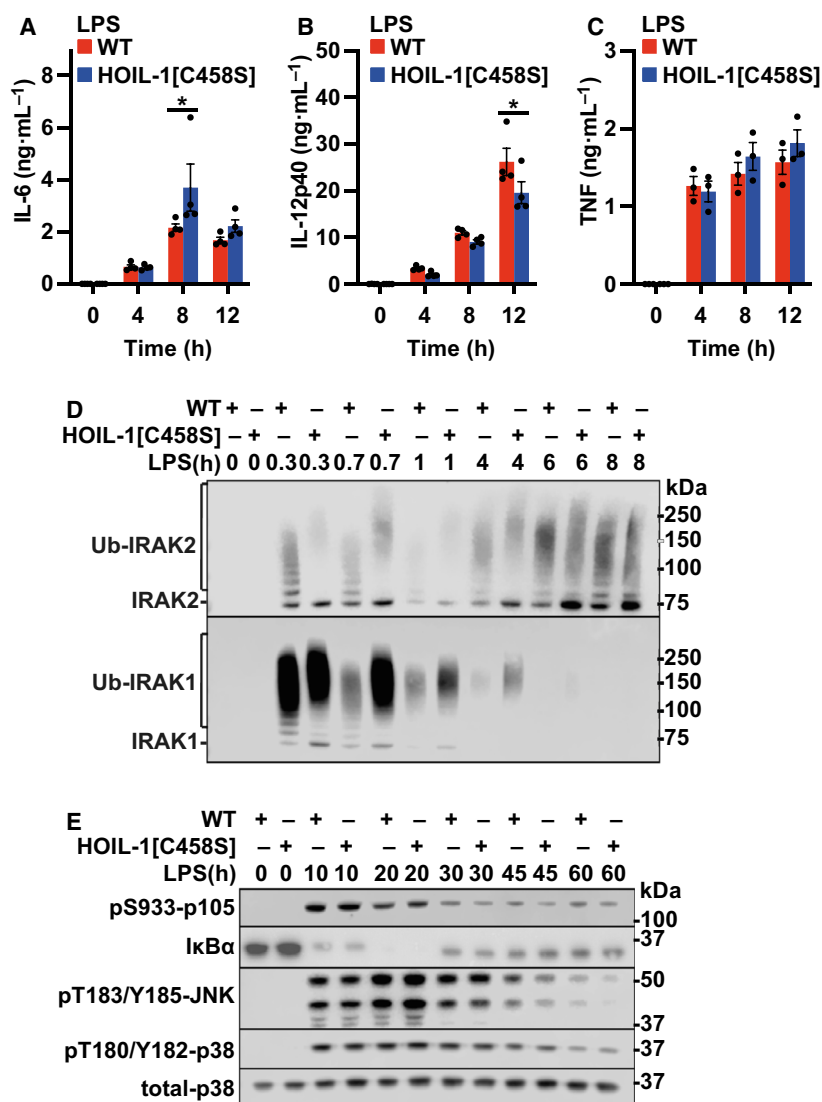 A
LPS
WT
HOIL-1[C458S]
IL-6 (ng·mL⁻¹)
8
6
4
2
0
*
0 4 8 12
Time (h)
B
LPS
WT
HOIL-1[C458S]
IL-12p40 (ng·mL⁻¹)
50
40
30
20
10
0
*
0 4 8 12
Time (h)
C
LPS
WT
HOIL-1[C458S]
TNF (ng·mL⁻¹)
3
2
1
0
0 4 8 12
Time (h)
D
WT + – + – + – + – + – + – + –
HOIL-1[C458S] – + – + – + – + – + – + – +
LPS(h) 0 0 0.3 0.3 0.7 0.7 1 1 4 4 6 6 8 8
kDa
Ub-IRAK2
IRAK2
250
150
100
75
Ub-IRAK1
IRAK1
250
150
100
75
E
WT + – + – + – + – + – + –
HOIL-1[C458S] – + – + – + – + – + – +
LPS(h) 0 0 10 10 20 20 30 30 45 45 60 60
kDa
pS933-p105
100
IκBα
37
pT183/Y185-JNK
50
37
pT180/Y182-p38
37
total-p38
37